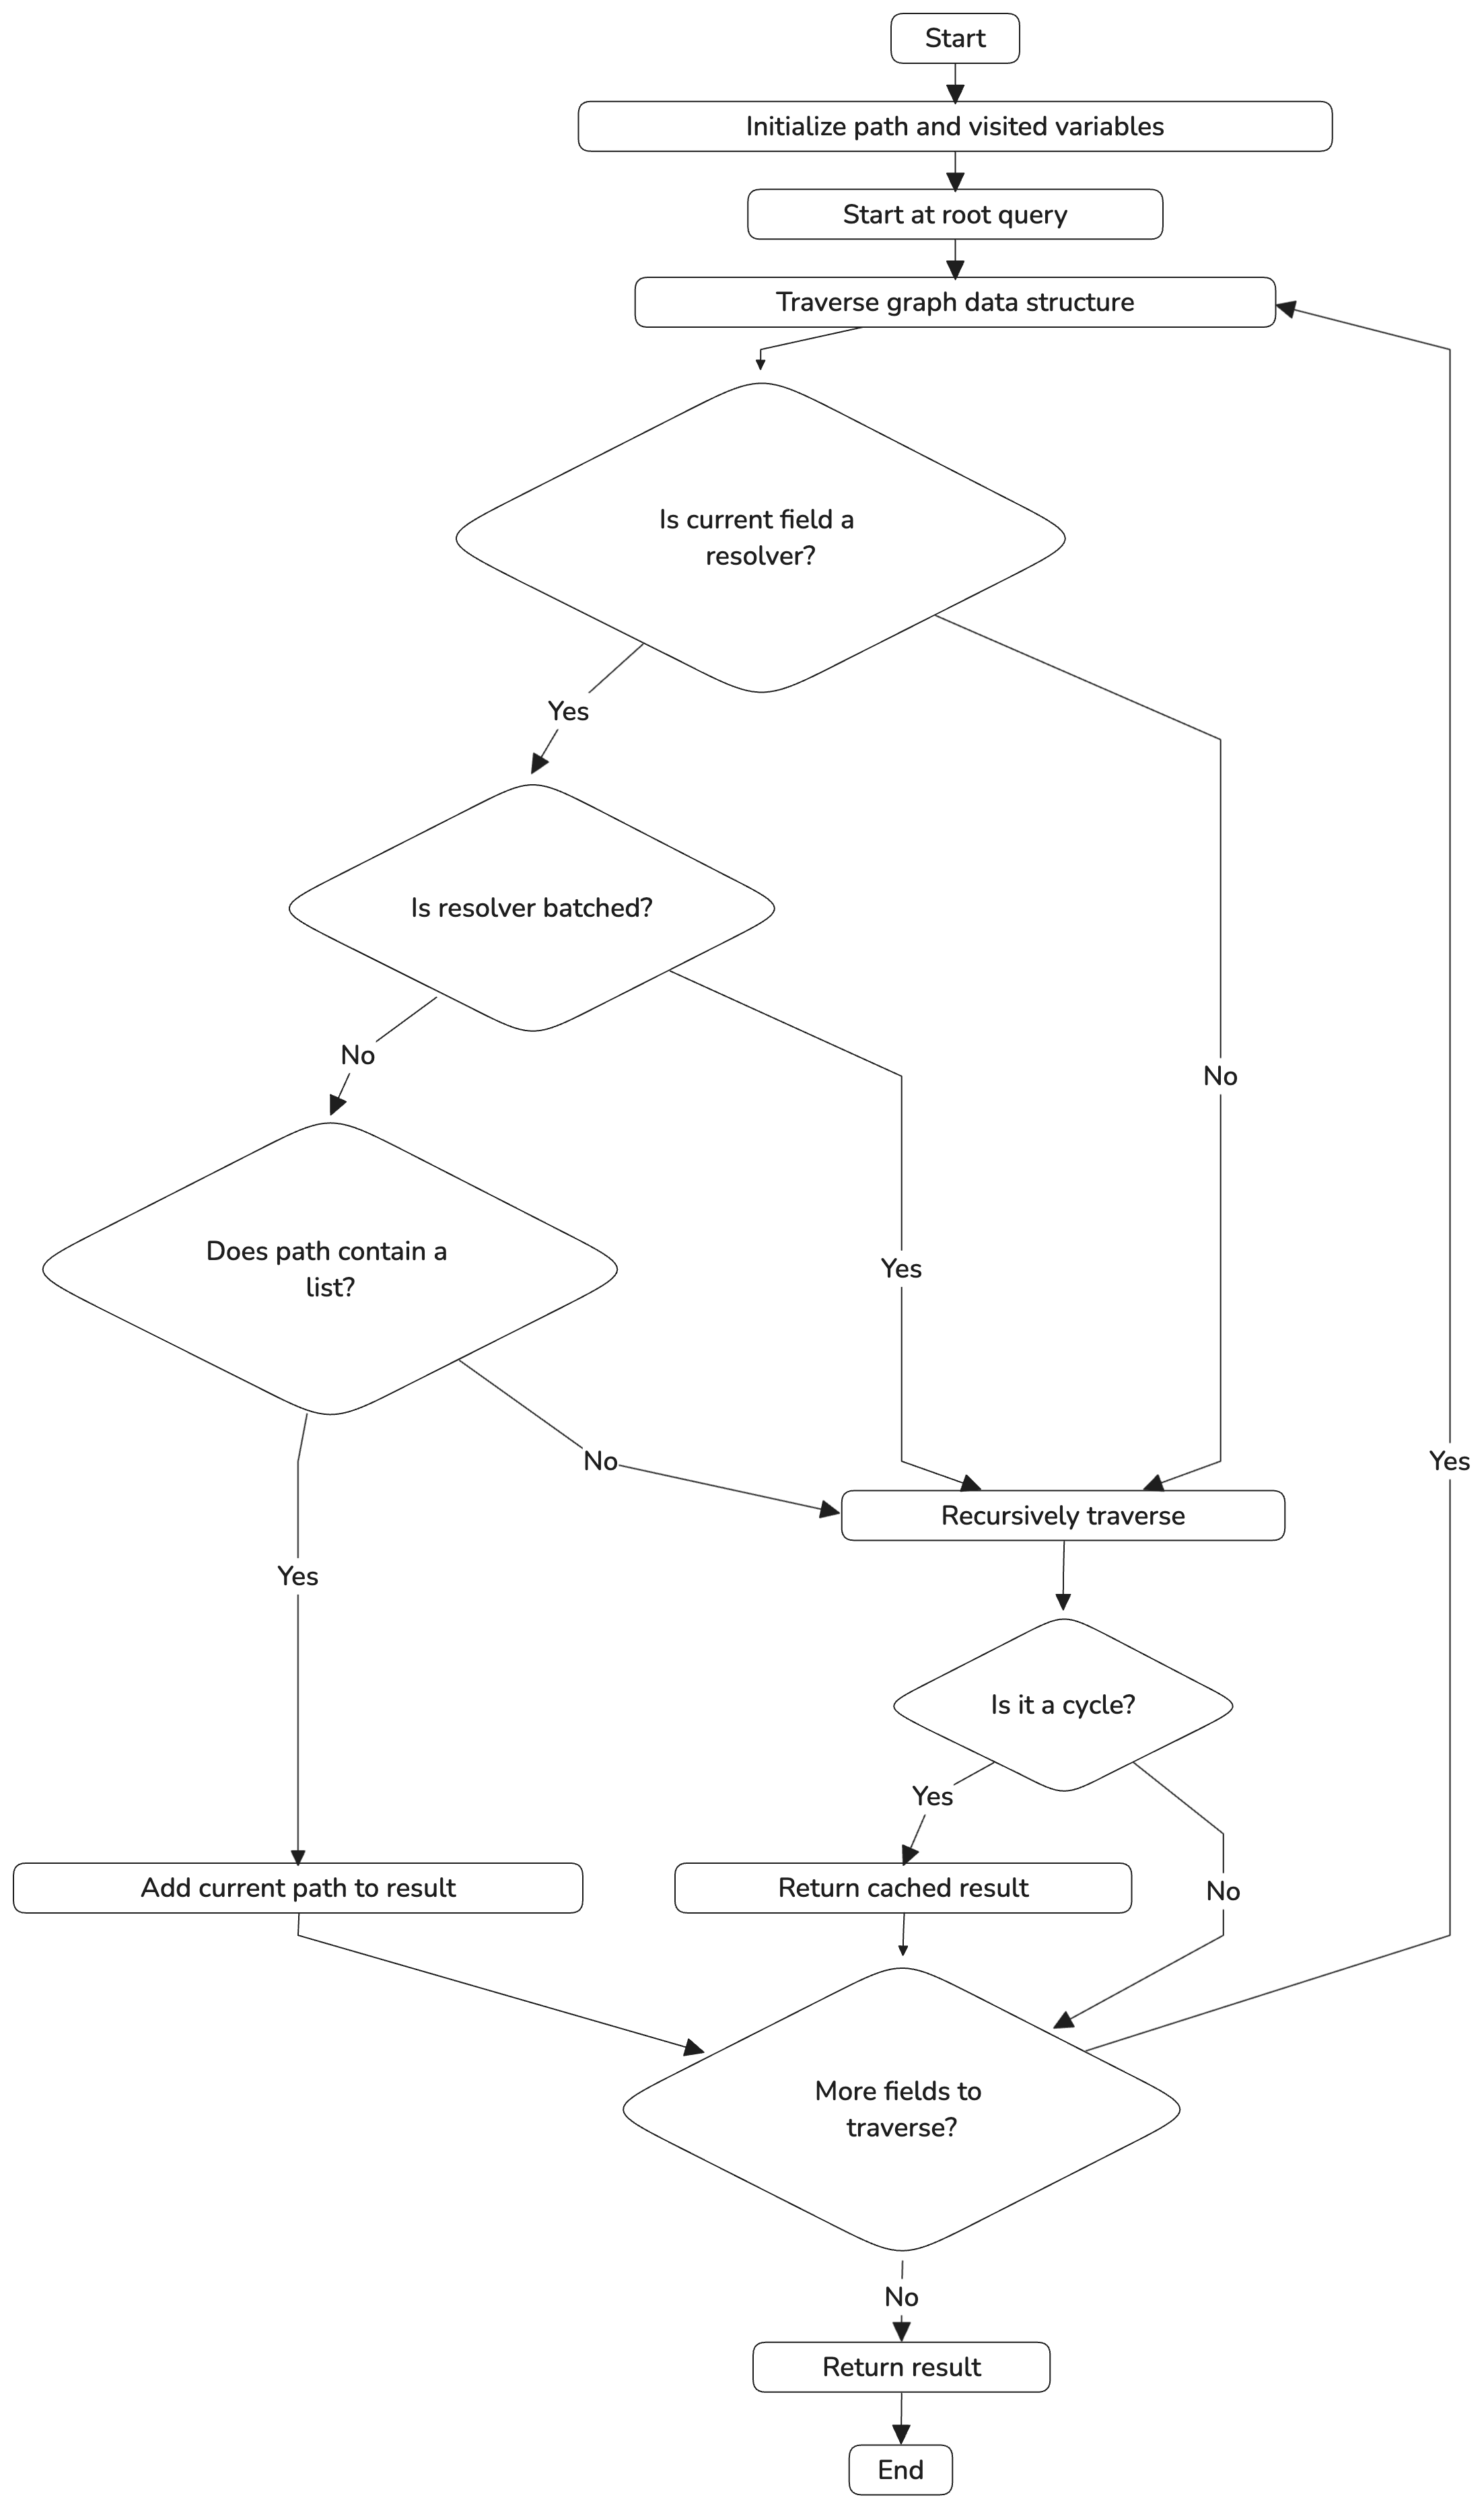 Start
Initialize path and visited variables
Start at root query
Traverse graph data structure
Is current field a
resolver?
Yes
Is resolver batched?
No
No
Does path contain a
list?
Yes
No
Yes
Recursively traverse
Yes
Is it a cycle?
Yes
Add current path to result
Return cached result
No
More fields to
traverse?
No
Return result
End